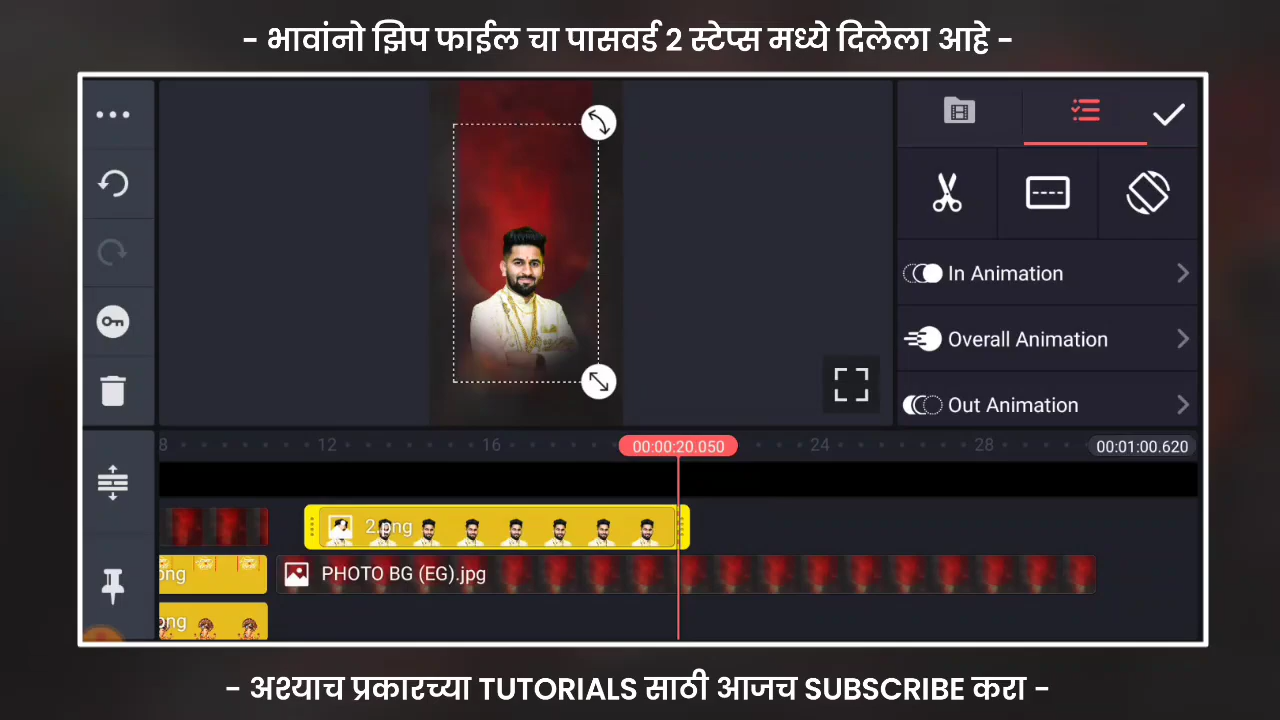 - भावांनो झिप फाईल चा पासवर्ड 2 स्टेप्स मध्ये दिलेला आहे -
In Animation
Overall Animation
Out Animation
8 12 16 00:00:20.050 24 28 00:01:00.620
2.png
png PHOTO BG (EG).jpg
png
- अश्याच प्रकारच्या TUTORIALS साठी आजच SUBSCRIBE करा -